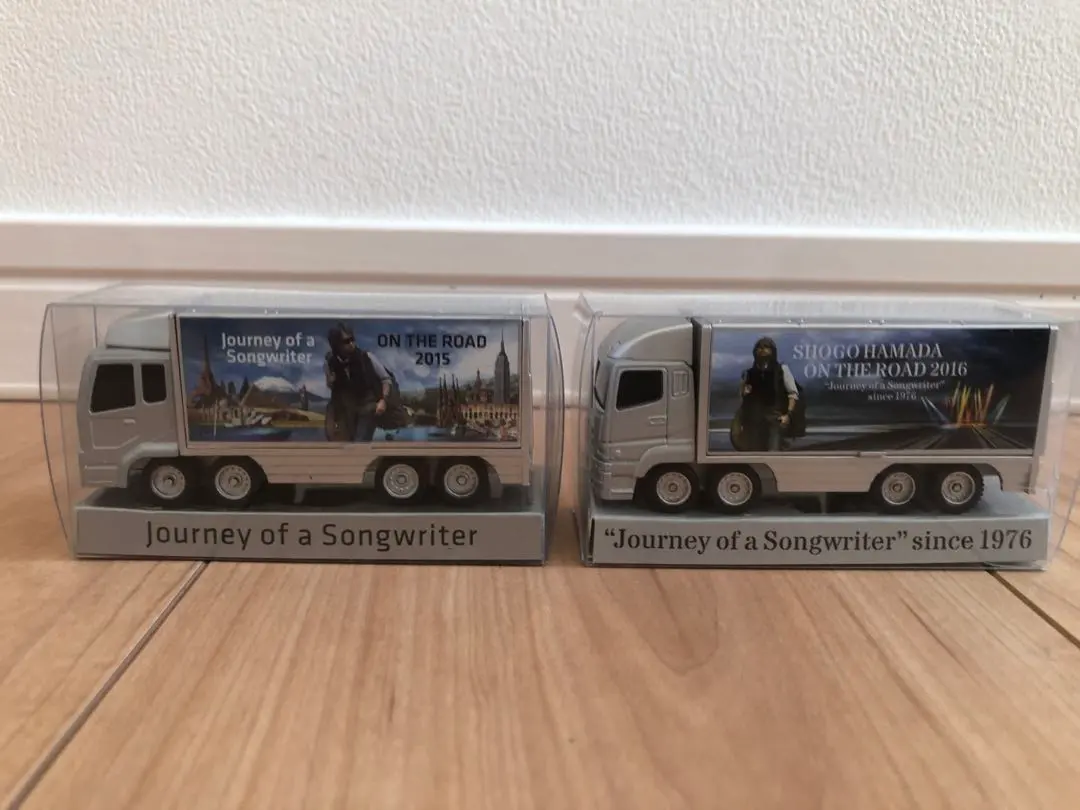 Journey of a
Songwriter
ON THE ROAD
2015
Journey of a Songwriter
SHOGO HAMADA
ON THE ROAD 2016
"Journey of a Songwriter"
since 1976
"Journey of a Songwriter" since 1976